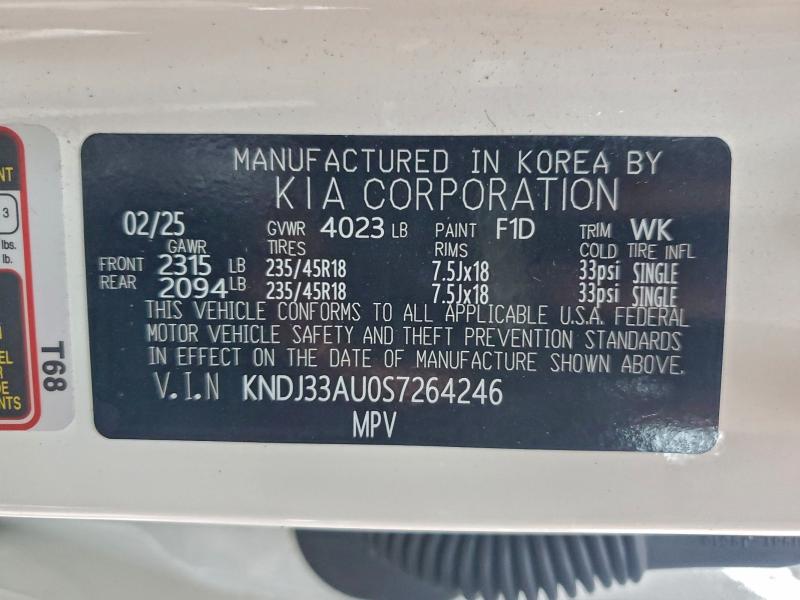 MANUFACTURED IN KOREA BY
KIA CORPORATION
02/25 GVWR 4023 LB PAINT F1D TRIM WK
GAWR TIRES RIMS COLD TIRE INFL
FRONT 2315 LB 235/45R18 7.5Jx18 33psi SINGLE
REAR 2094 LB 235/45R18 7.5Jx18 33psi SINGLE
THIS VEHICLE CONFORMS TO ALL APPLICABLE U.S.A. FEDERAL
MOTOR VEHICLE SAFETY AND THEFT PREVENTION STANDARDS
IN EFFECT ON THE DATE OF MANUFACTURE SHOWN ABOVE.
V.I.N KNDJ33AU0S7264246
MPV
3
lbs.
lb.
T68